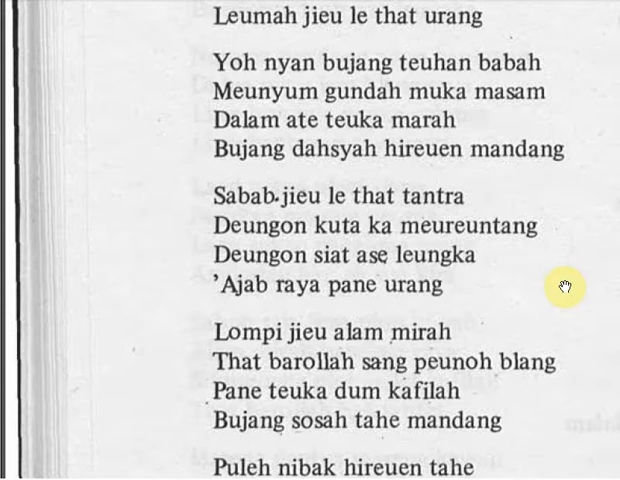 Leumah jieu le that urang
Yoh nyan bujang teuhan babah
Meunyum gundah muka masam
Dalam ate teuka marah
Bujang dahsyah hireuen mandang
Sabab jieu le that tantra
Deungon kuta ka meureuntang
Deungon siat ase leungka
'Ajab raya pane urang
Lompi jieu alam mirah
That barollah sang peunoh blang
Pane teuka dum kafilah
Bujang sosah tahe mandang
Puleh nibak hireuen tahe